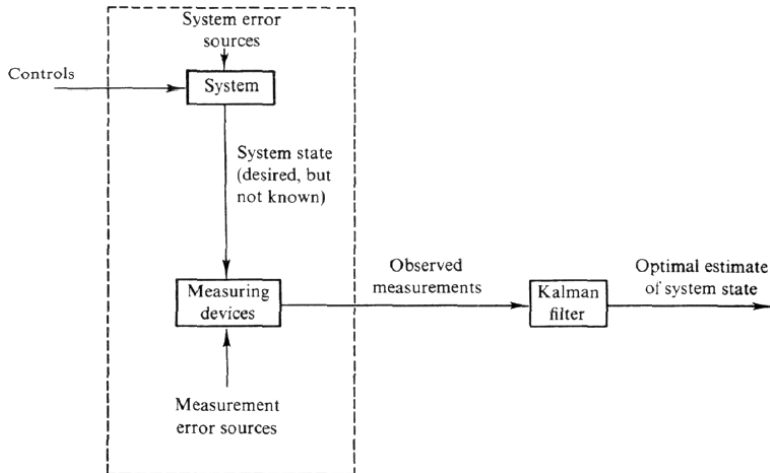 System error
sources
Controls
System
System state
(desired, but
not known)
Observed
measurements
Optimal estimate
of system state
Measuring
devices
Kalman
filter
Measurement
error sources